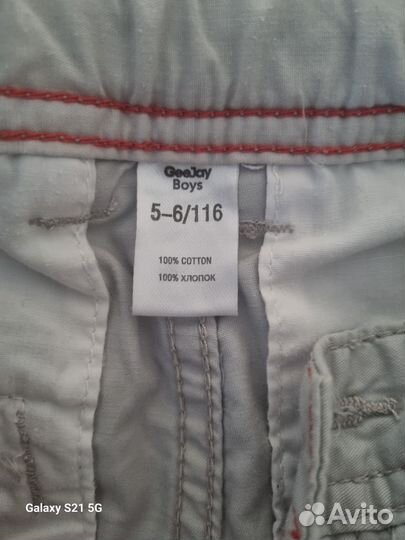 GeeJay
Boys
5–6/116
100% COTTON
100% ХЛОПОК
Galaxy S21 5G
Avito